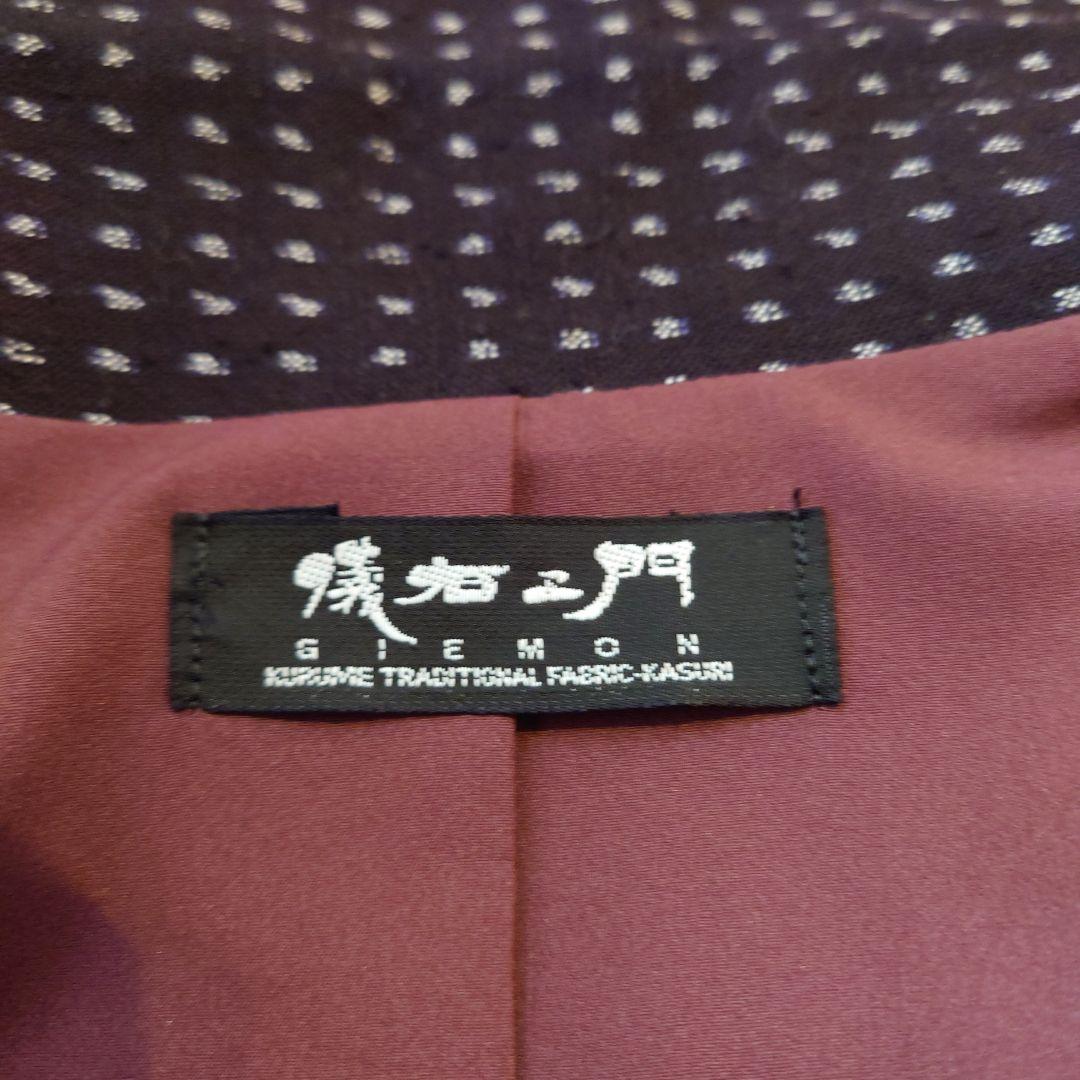 儀右ヱ門
GIEMON
KURUME TRADITIONAL FABRIC-KASURI